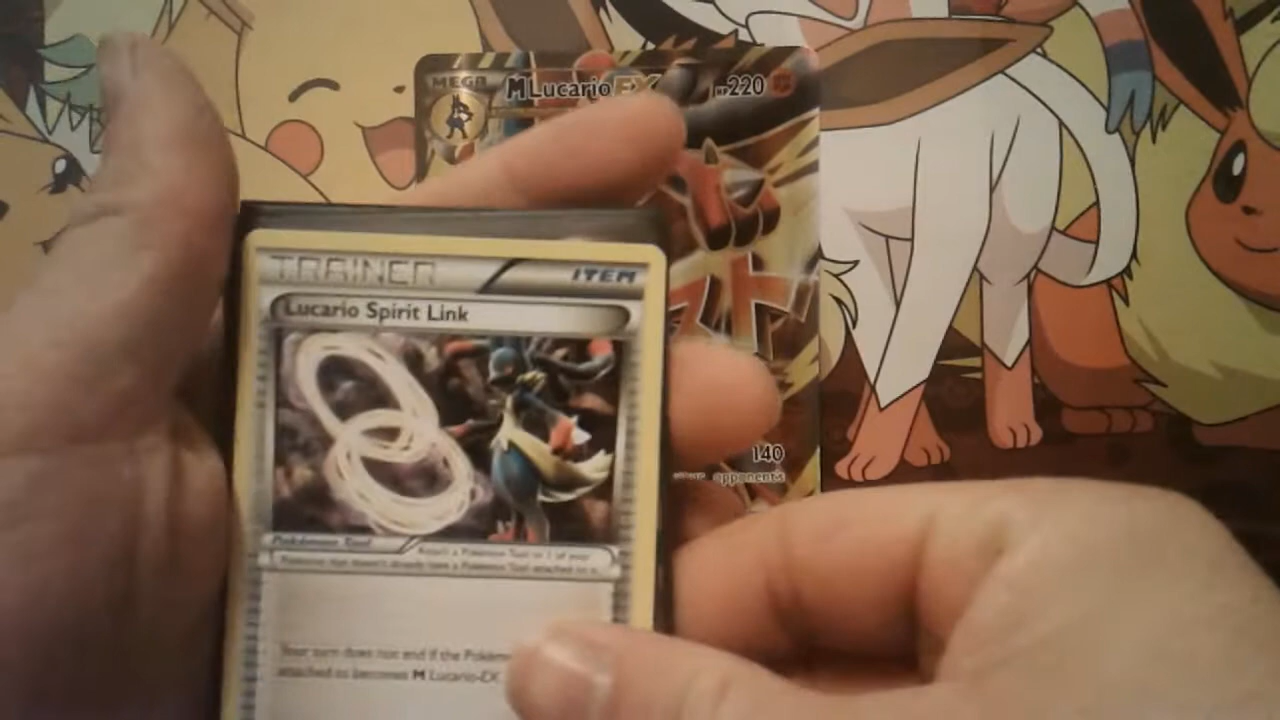 MEGA
M Lucario EX HP220
TRAINER ITEM
Lucario Spirit Link
Pokémon Tool
Attach a Pokémon Tool to 1 of your
Pokémon that doesn't already have a Pokémon Tool attached to it.
Your turn does not end if the Pokémon
attached to becomes M Lucario-EX
140
opponent's